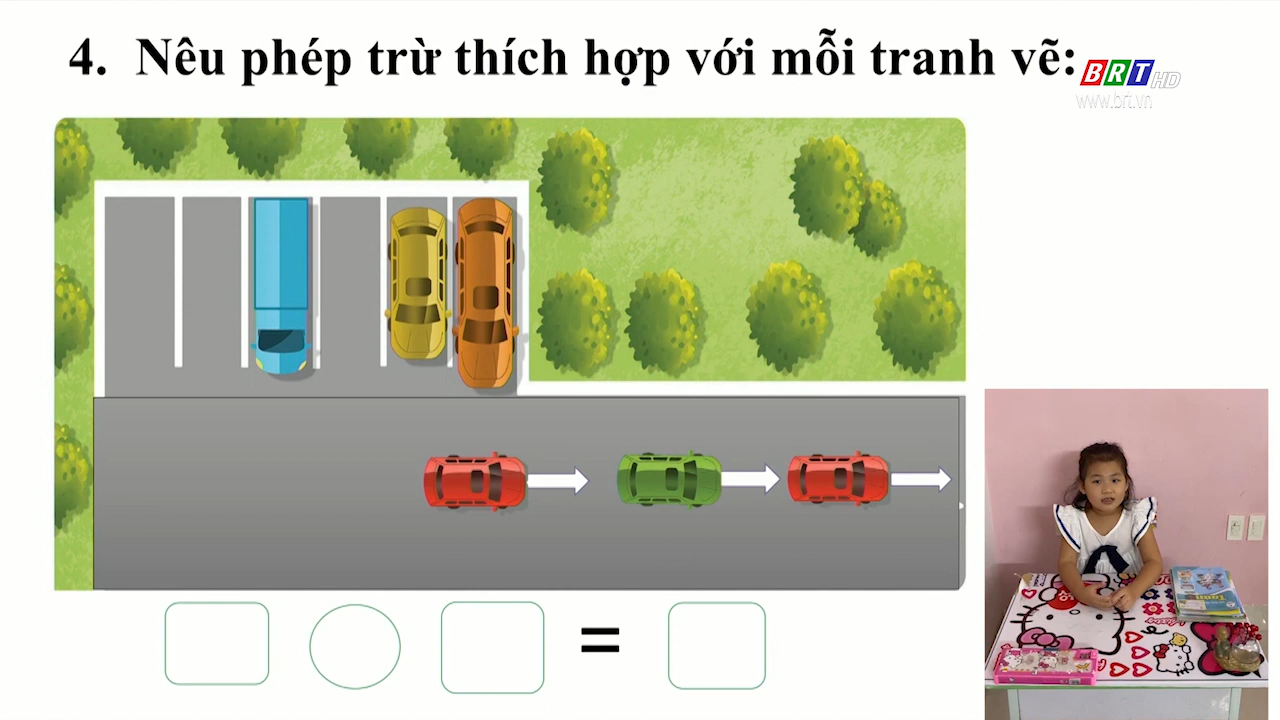 4. Nêu phép trừ thích hợp với mỗi tranh vẽ:
BRT HD
www.brt.vn
=